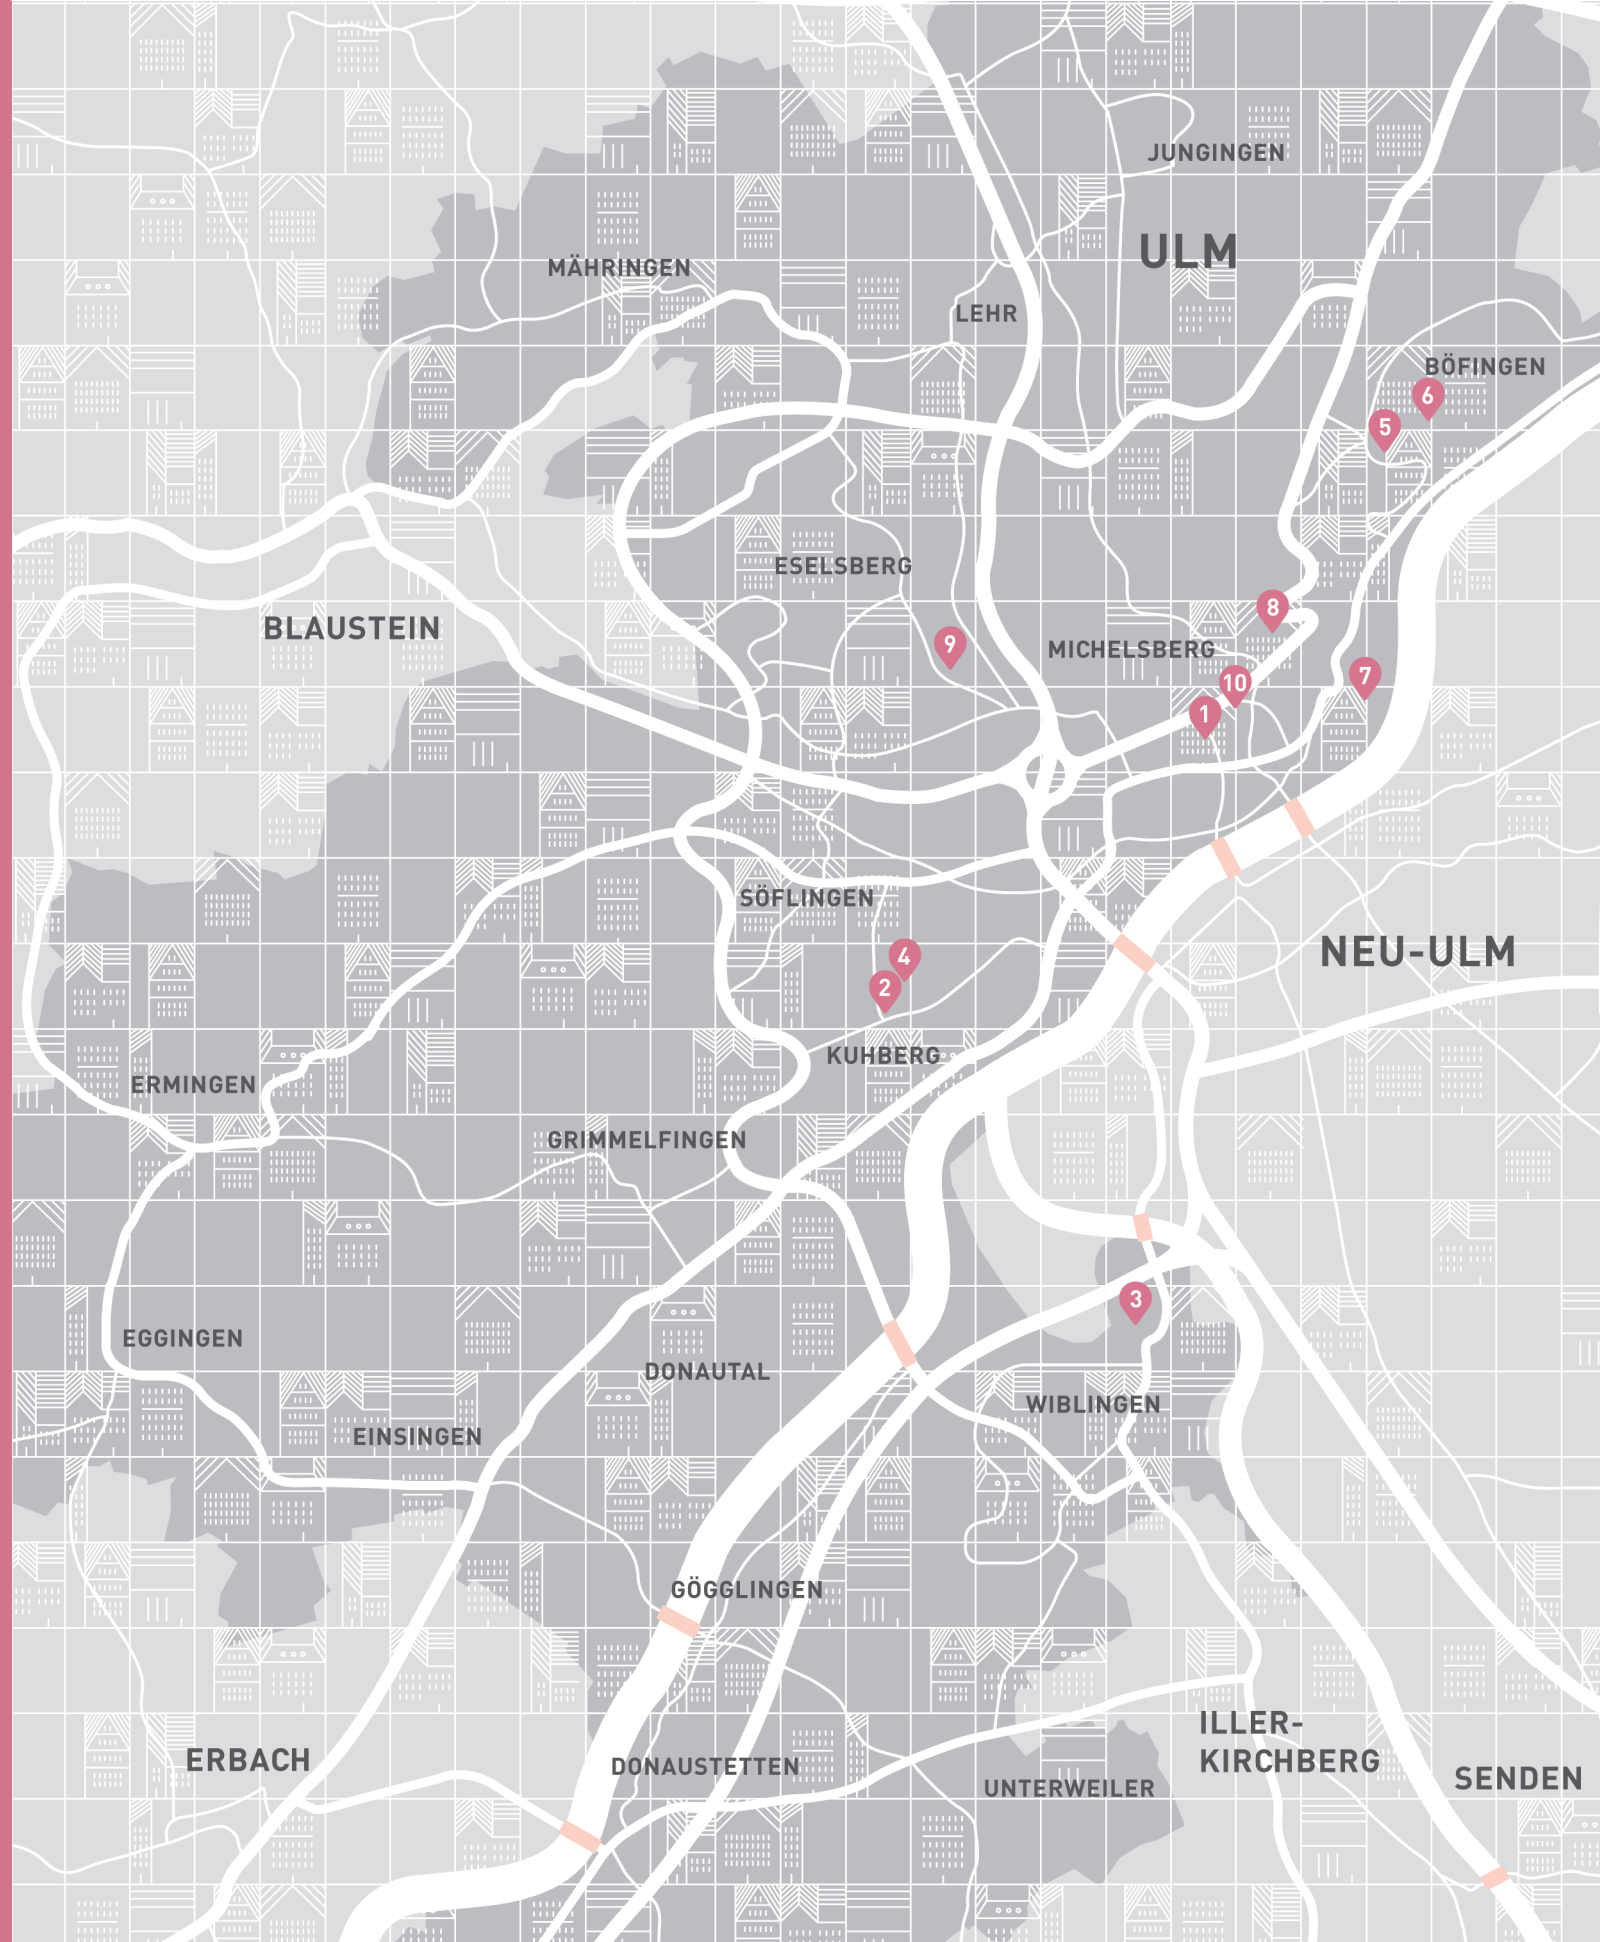 JUNGINGEN
ULM
MÄHRINGEN
LEHR
BÖFINGEN
6
5
ESELSBERG
8
BLAUSTEIN
9
MICHELSBERG
7
10
1
SÖFLINGEN
NEU-ULM
4
2
KUHBERG
ERMINGEN
GRIMMELFINGEN
3
EGGINGEN
DONAUTAL
WIBLINGEN
EINSINGEN
GÖGGLINGEN
ILLER-
KIRCHBERG
ERBACH
DONAUSTETTEN
SENDEN
UNTERWEILER